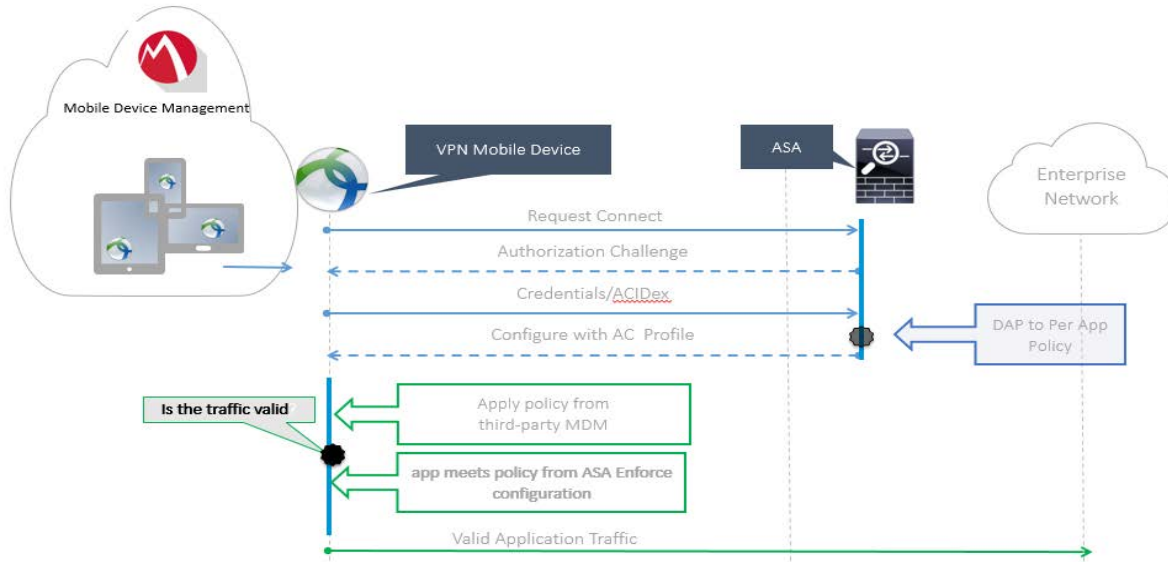 Mobile Device Management
VPN Mobile Device
ASA
Enterprise
Network
Request Connect
Authorization Challenge
Credentials/ACIDex
Configure with AC Profile
DAP to Per App
Policy
Is the traffic valid
Apply policy from
third-party MDM
app meets policy from ASA Enforce
configuration
Valid Application Traffic